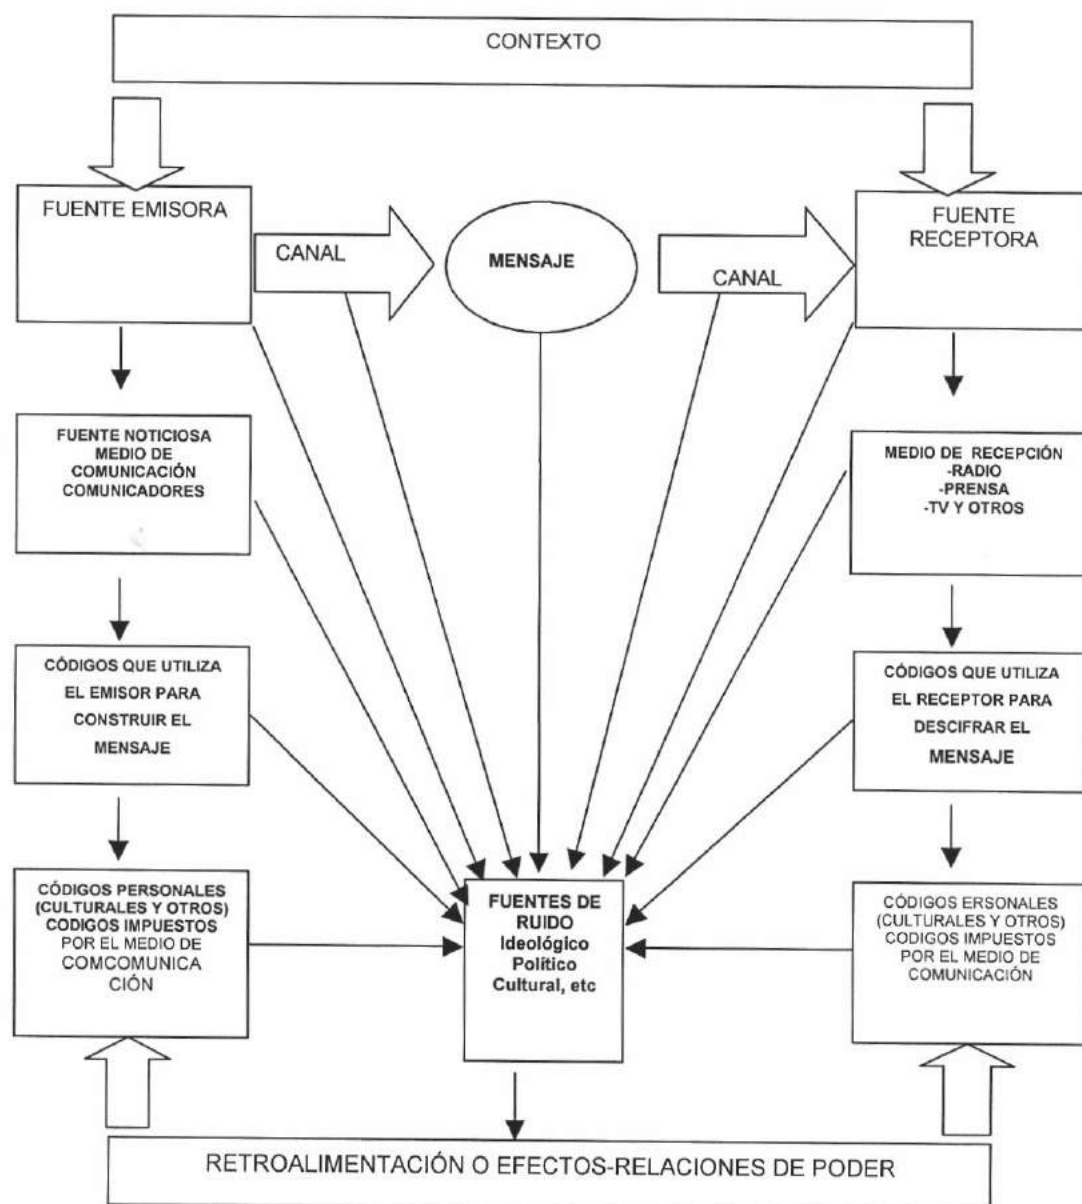 CONTEXTO
FUENTE EMISORA
CANAL
MENSAJE
CANAL
FUENTE
RECEPTORA
FUENTE NOTICIOSA
MEDIO DE
COMUNICACIÓN
COMUNICADORES
MEDIO DE RECEPCIÓN
-RADIO
-PRENSA
-TV Y OTROS
CÓDIGOS QUE UTILIZA
EL EMISOR PARA
CONSTRUIR EL
MENSAJE
CÓDIGOS QUE UTILIZA
EL RECEPTOR PARA
DESCIFRAR EL
MENSAJE
CÓDIGOS PERSONALES
(CULTURALES Y OTROS)
CODIGOS IMPUESTOS
POR EL MEDIO DE
COMCOMUNICA
CIÓN
FUENTES DE
RUIDO
Ideológico
Político
Cultural, etc
CÓDIGOS ERSONALES
(CULTURALES Y OTROS)
CODIGOS IMPUESTOS
POR EL MEDIO DE
COMUNICACIÓN
RETROALIMENTACIÓN O EFECTOS-RELACIONES DE PODER